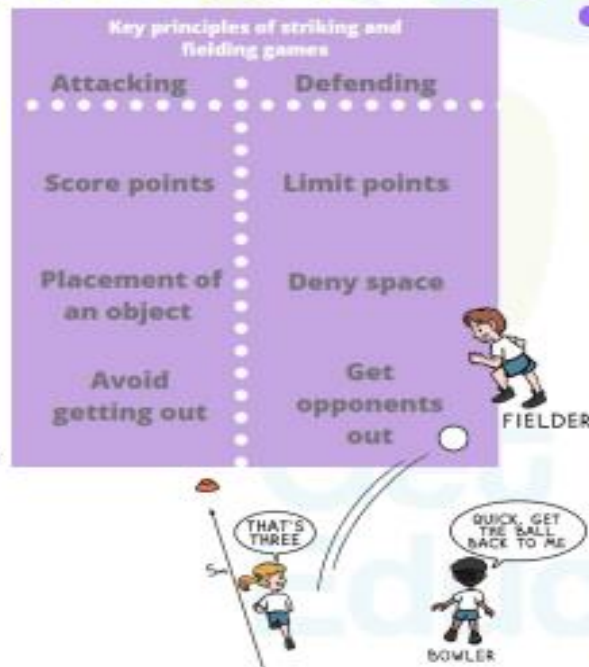 Key principles of striking and
fielding games
Attacking
Defending
Score points
Limit points
Placement of
an object
Deny space
Avoid
getting out
Get
opponents
out
FIELDER
THAT'S
THREE
QUICK, GET
THE BALL
BACK TO ME
5m
BOWLER